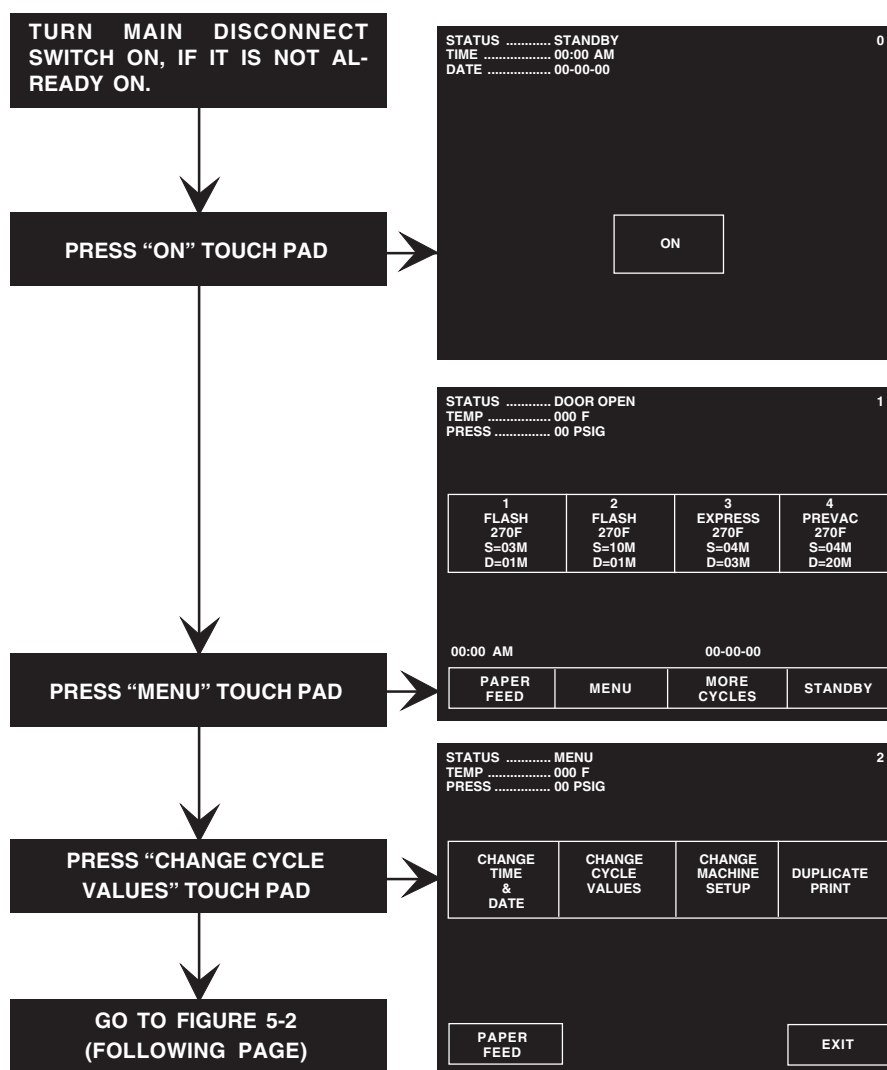 TURN MAIN DISCONNECT
SWITCH ON, IF IT IS NOT AL-
READY ON.
STATUS ............ STANDBY 0
TIME .................. 00:00 AM
DATE ................. 00-00-00
PRESS “ON” TOUCH PAD
ON
STATUS ............ DOOR OPEN 1
TEMP ................. 000 F
PRESS ............... 00 PSIG
1 2 3 4
FLASH FLASH EXPRESS PREVAC
270F 270F 270F 270F
S=03M S=10M S=04M S=04M
D=01M D=01M D=03M D=20M
00:00 AM 00-00-00
PRESS “MENU” TOUCH PAD
PAPER
FEED
MENU
MORE
CYCLES
STANDBY
STATUS ............ MENU 2
TEMP ................. 000 F
PRESS ............... 00 PSIG
PRESS “CHANGE CYCLE
VALUES” TOUCH PAD
CHANGE
TIME
&
DATE
CHANGE
CYCLE
VALUES
CHANGE
MACHINE
SETUP
DUPLICATE
PRINT
GO TO FIGURE 5-2
(FOLLOWING PAGE)
PAPER
FEED
EXIT